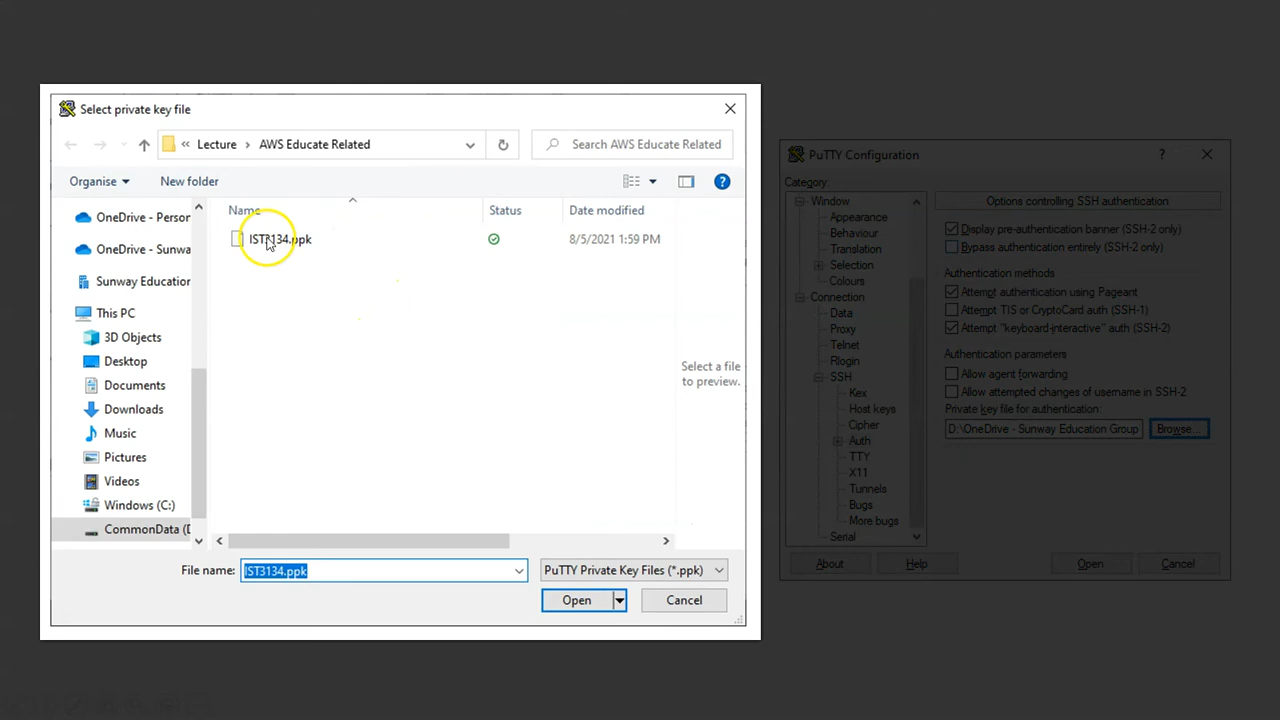 Select private key file
« Lecture › AWS Educate Related
Search AWS Educate Related
Organise
New folder
?
Name
Status
Date modified
OneDrive - Person
OneDrive - Sunwa
Sunway Education
This PC
3D Objects
Desktop
Documents
Downloads
Music
Pictures
Videos
Windows (C:)
CommonData (D
IST3134.ppk
8/5/2021 1:59 PM
Select a file
to preview.
File name:
IST3134.ppk
PuTTY Private Key Files (*.ppk)
Open
Cancel
PuTTY Configuration
?
Category:
Window
Appearance
Behaviour
Translation
Selection
Colours
Connection
Data
Proxy
Telnet
Rlogin
SSH
Kex
Host keys
Cipher
Auth
TTY
X11
Tunnels
Bugs
More bugs
Serial
Options controlling SSH authentication
Display pre-authentication banner (SSH-2 only)
Bypass authentication entirely (SSH-2 only)
Authentication methods
Attempt authentication using Pageant
Attempt TIS or CryptoCard auth (SSH-1)
Attempt "keyboard-interactive" auth (SSH-2)
Authentication parameters
Allow agent forwarding
Allow attempted changes of username in SSH-2
Private key file for authentication:
D:\OneDrive - Sunway Education Group
Browse...
About
Help
Open
Cancel